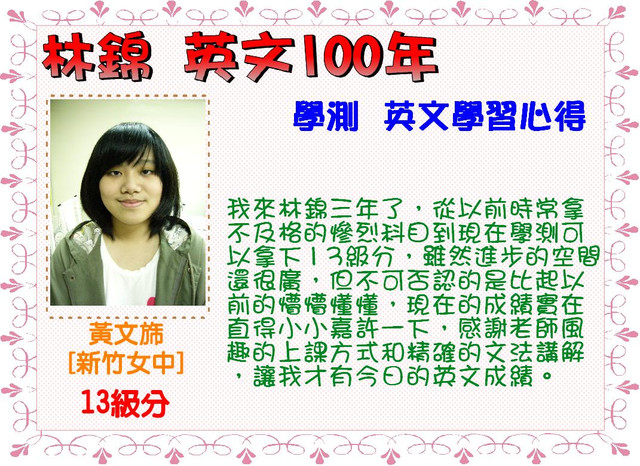 林錦 英文100年
學測 英文學習心得
我來林錦三年了，從以前時常拿
不及格的慘烈科目到現在學測可
以拿下13級分，雖然進步的空間
還很廣，但不可否認的是比起以
前的懵懵懂懂，現在的成績實在
直得小小嘉許一下，感謝老師風
趣的上課方式和精確的文法講解
，讓我才有今日的英文成績。
黃文旆
[新竹女中]
13級分